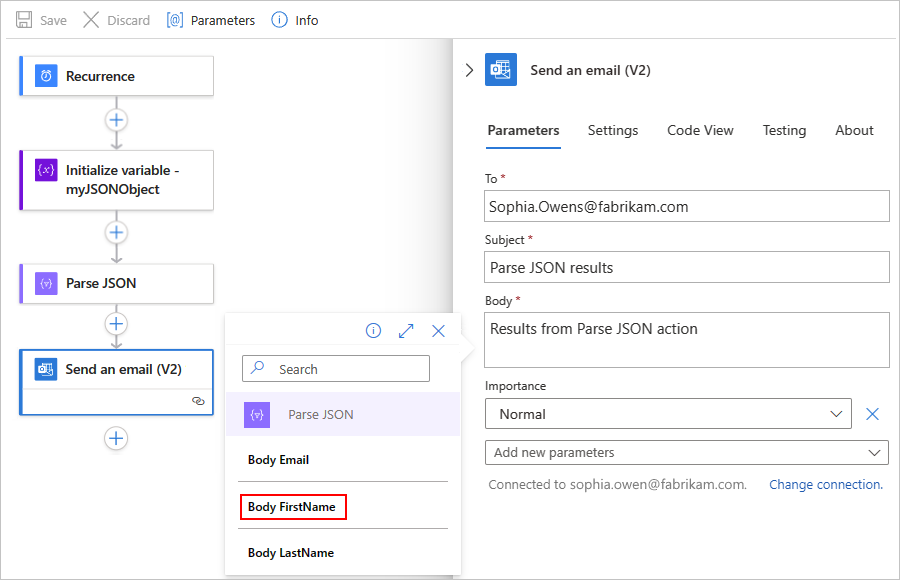 Save
Discard
[@] Parameters
Info
Recurrence
{x} Initialize variable -
myJSONObject
Parse JSON
Send an email (V2)
Search
Parse JSON
Body Email
Body FirstName
Body LastName
Send an email (V2)
Parameters
Settings
Code View
Testing
About
To *
Sophia.Owens@fabrikam.com
Subject *
Parse JSON results
Body *
Results from Parse JSON action
Importance
Normal
Add new parameters
Connected to sophia.owen@fabrikam.com.
Change connection.